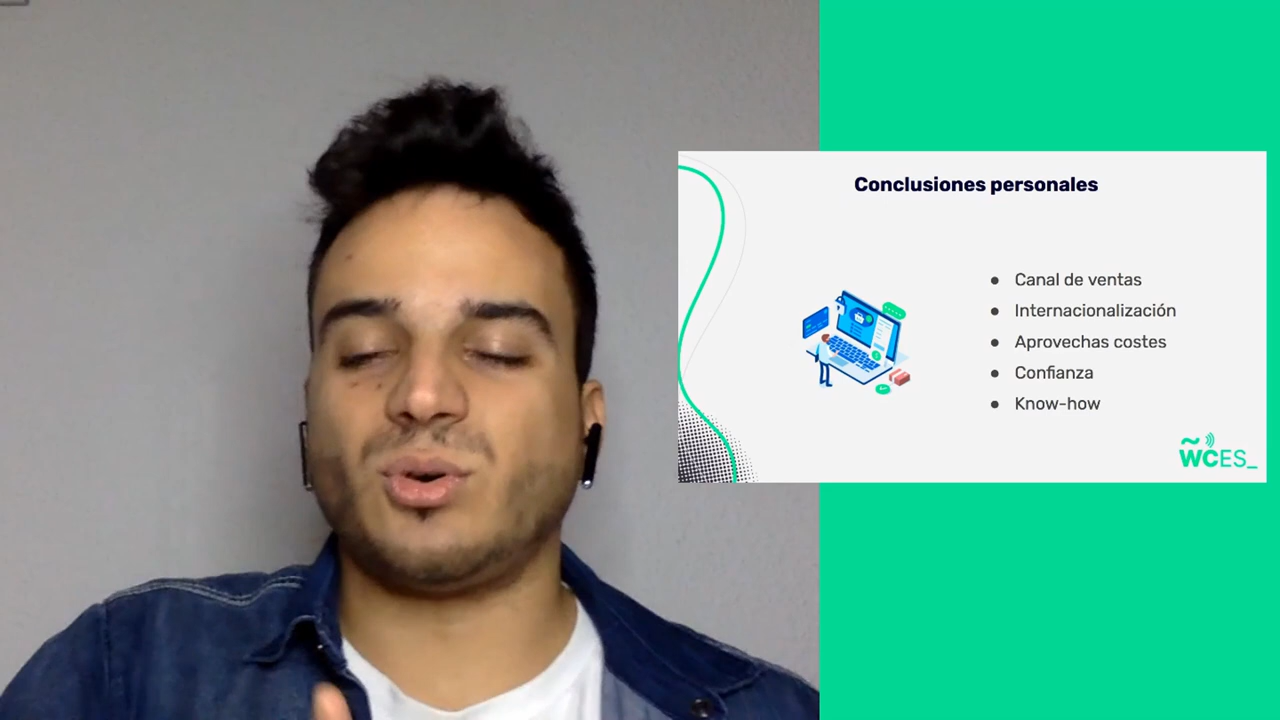 Conclusiones personales
Canal de ventas
Internacionalización
Aprovechas costes
Confianza
Know-how
WCES_